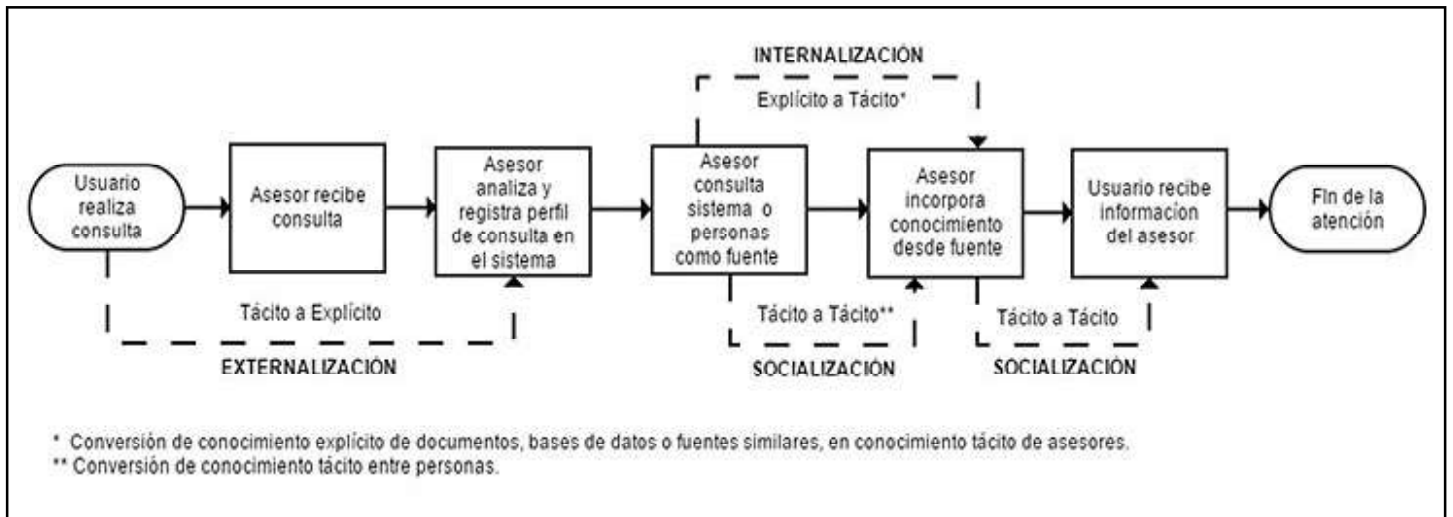 INTERNALIZACIÓN
Explícito a Tácito*
Usuario
realiza
consulta
Asesor recibe
consulta
Asesor
analiza y
registra perfil
de consulta en
el sistema
Asesor
consulta
sistema o
personas
como fuente
Asesor
incorpora
conocimiento
desde fuente
Usuario recibe
informacíon
del asesor
FIn de la
atención
Tácito a Explícito
EXTERNALIZACIÓN
Tácito a Tácito**
SOCIALIZACIÓN
Tácito a Tácito
SOCIALIZACIÓN
* Conversión de conocimiento explícito de documentos, bases de datos o fuentes similares, en conocimiento tácito de asesores.
** Conversión de conocimiento tácito entre personas.